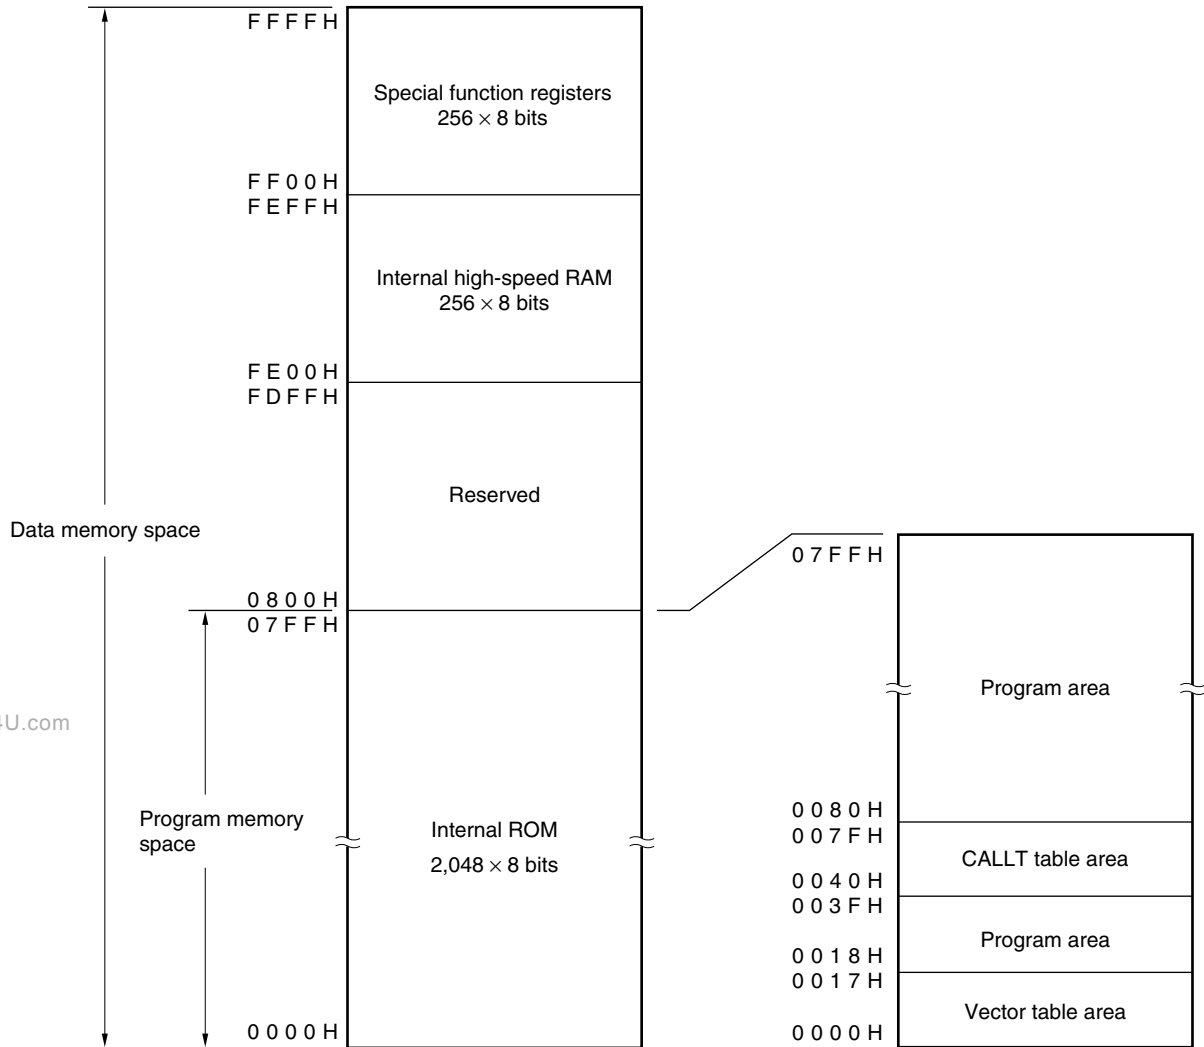 FFFFH
Special function registers
256 × 8 bits
FF00H
FEFFH
Internal high-speed RAM
256 × 8 bits
FE00H
FDFFH
Reserved
Data memory space
0800H
07FFH
Program memory
space
Internal ROM
2,048 × 8 bits
0000H
07FFH
Program area
0080H
007FH
CALLT table area
0040H
003FH
Program area
0018H
0017H
Vector table area
0000H
4U.com